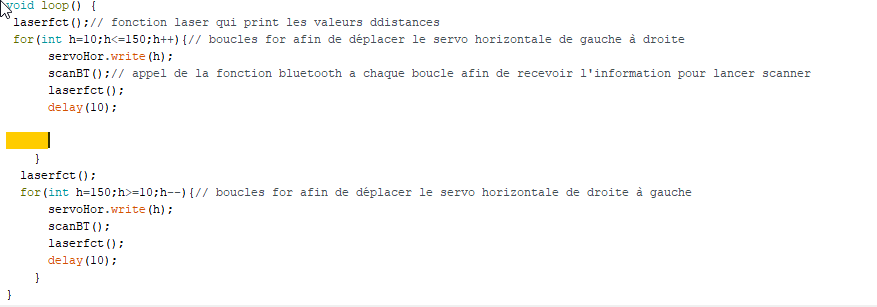 void loop() {
laserfct();// fonction laser qui print les valeurs ddistances
for(int h=10;h<=150;h++){// boucles for afin de déplacer le servo horizontale de gauche à droite
servoHor.write(h);
scanBT();// appel de la fonction bluetooth a chaque boucle afin de recevoir l'information pour lancer scanner
laserfct();
delay(10);
}
laserfct();
for(int h=150;h>=10;h--){// boucles for afin de déplacer le servo horizontale de droite à gauche
servoHor.write(h);
scanBT();
laserfct();
delay(10);
}
}